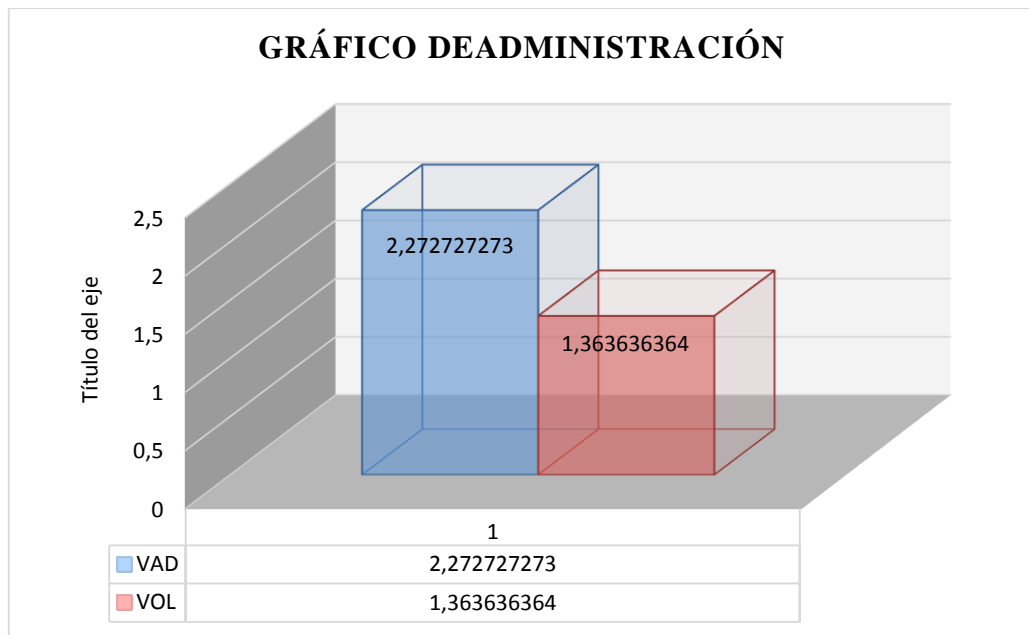 GRÁFICO DEADMINISTRACIÓN
Título del eje
2,5
2
1,5
1
0,5
0
2,272727273
1,363636364
1
VAD 2,272727273
VOL 1,363636364